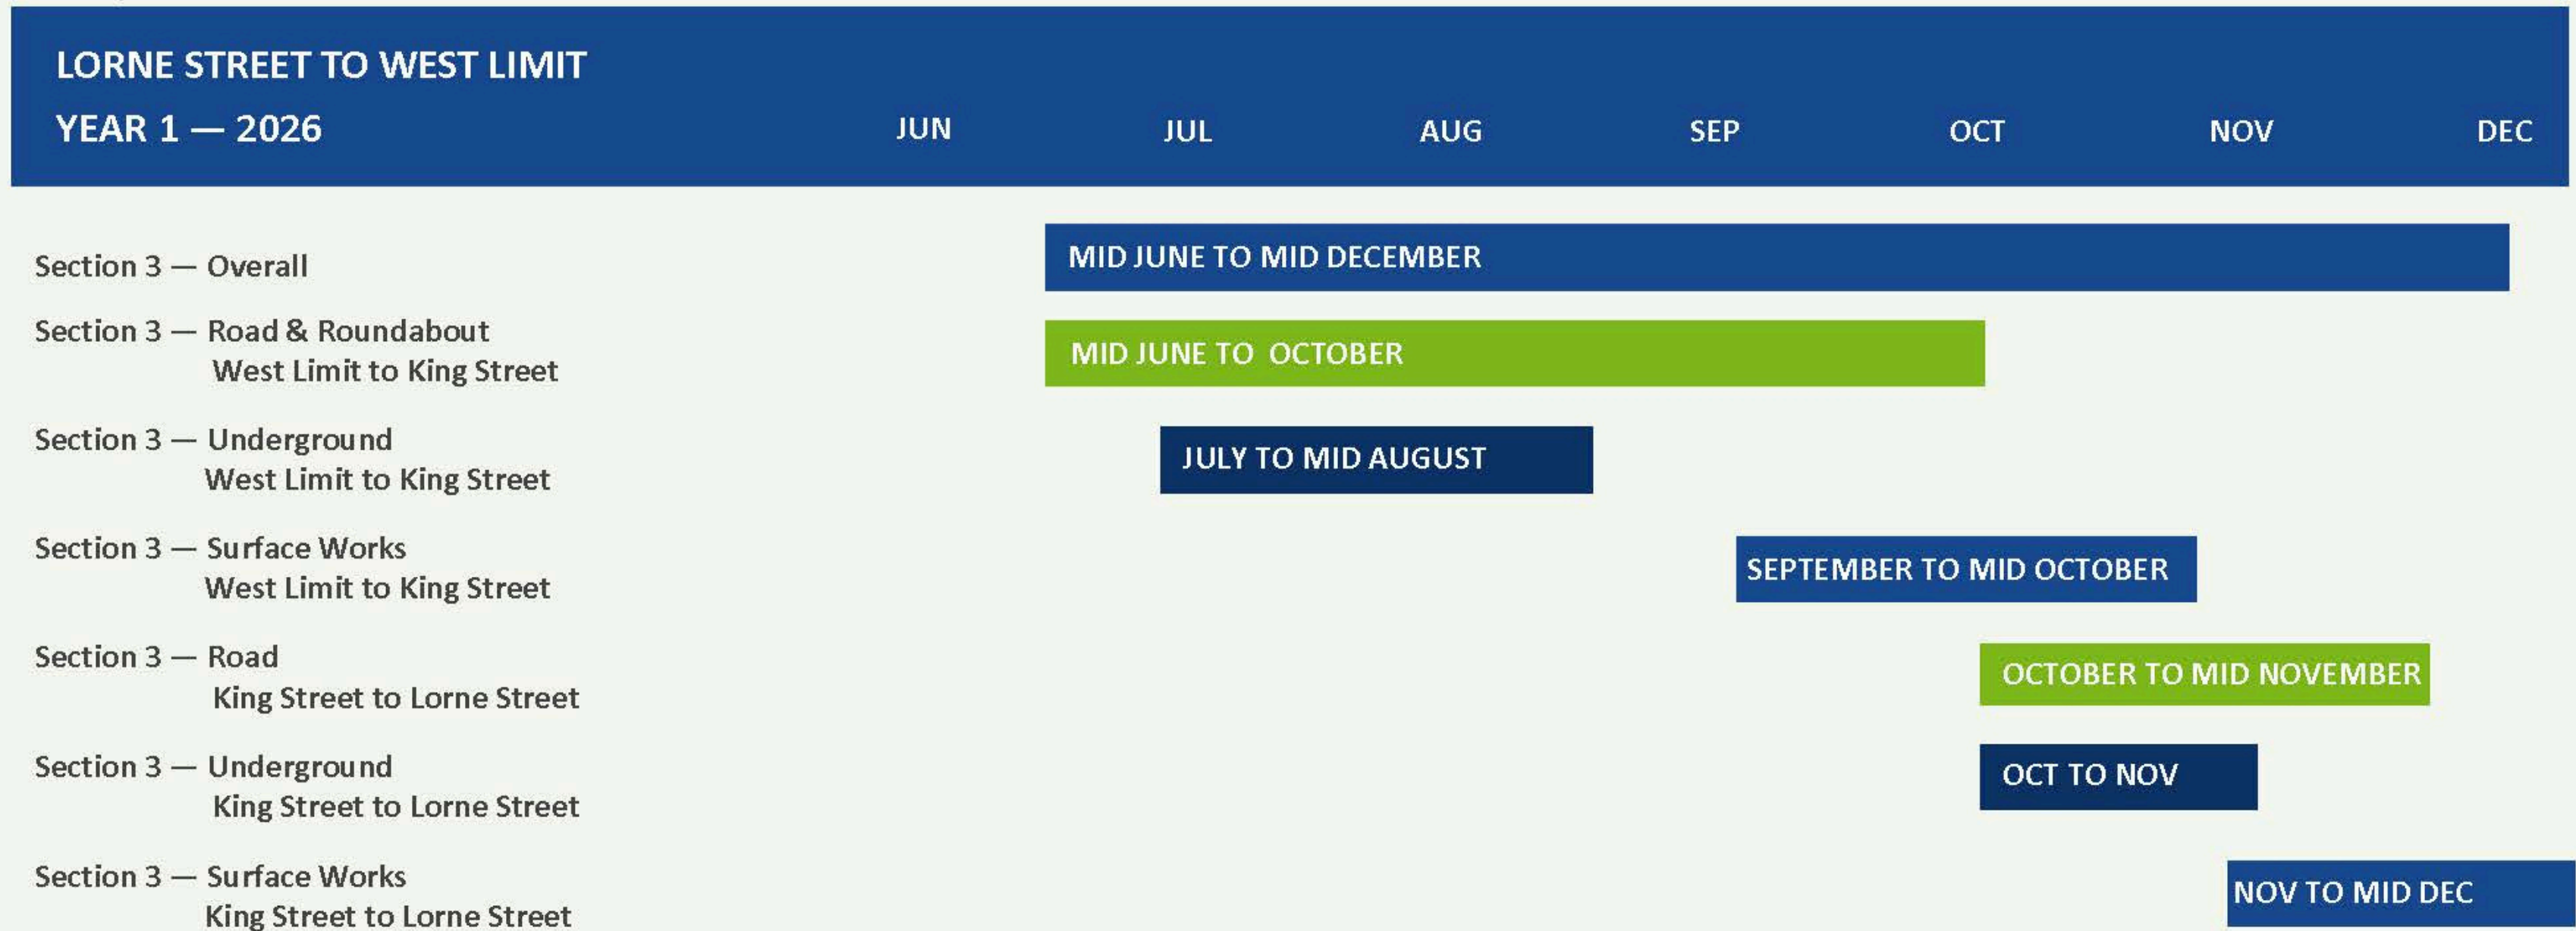 LORNE STREET TO WEST LIMIT
YEAR 1 — 2026 JUN JUL AUG SEP OCT NOV DEC
Section 3 — Overall MID JUNE TO MID DECEMBER
Section 3 — Road & Roundabout
West Limit to King Street
MID JUNE TO OCTOBER
Section 3 — Underground
West Limit to King Street
JULY TO MID AUGUST
Section 3 — Surface Works
West Limit to King Street
SEPTEMBER TO MID OCTOBER
Section 3 — Road
King Street to Lorne Street
OCTOBER TO MID NOVEMBER
Section 3 — Underground
King Street to Lorne Street
OCT TO NOV
Section 3 — Surface Works
King Street to Lorne Street
NOV TO MID DEC